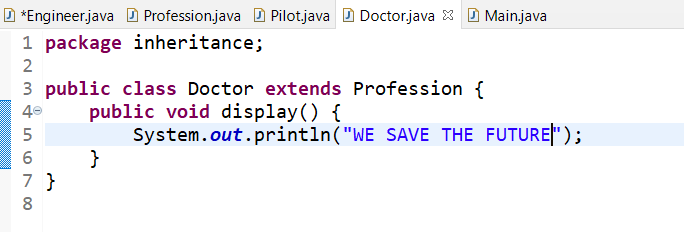 *Engineer.java Profession.java Pilot.java Doctor.java Main.java
1 package inheritance;
2
3 public class Doctor extends Profession {
4     public void display() {
5         System.out.println("WE SAVE THE FUTURE");
6     }
7 }
8